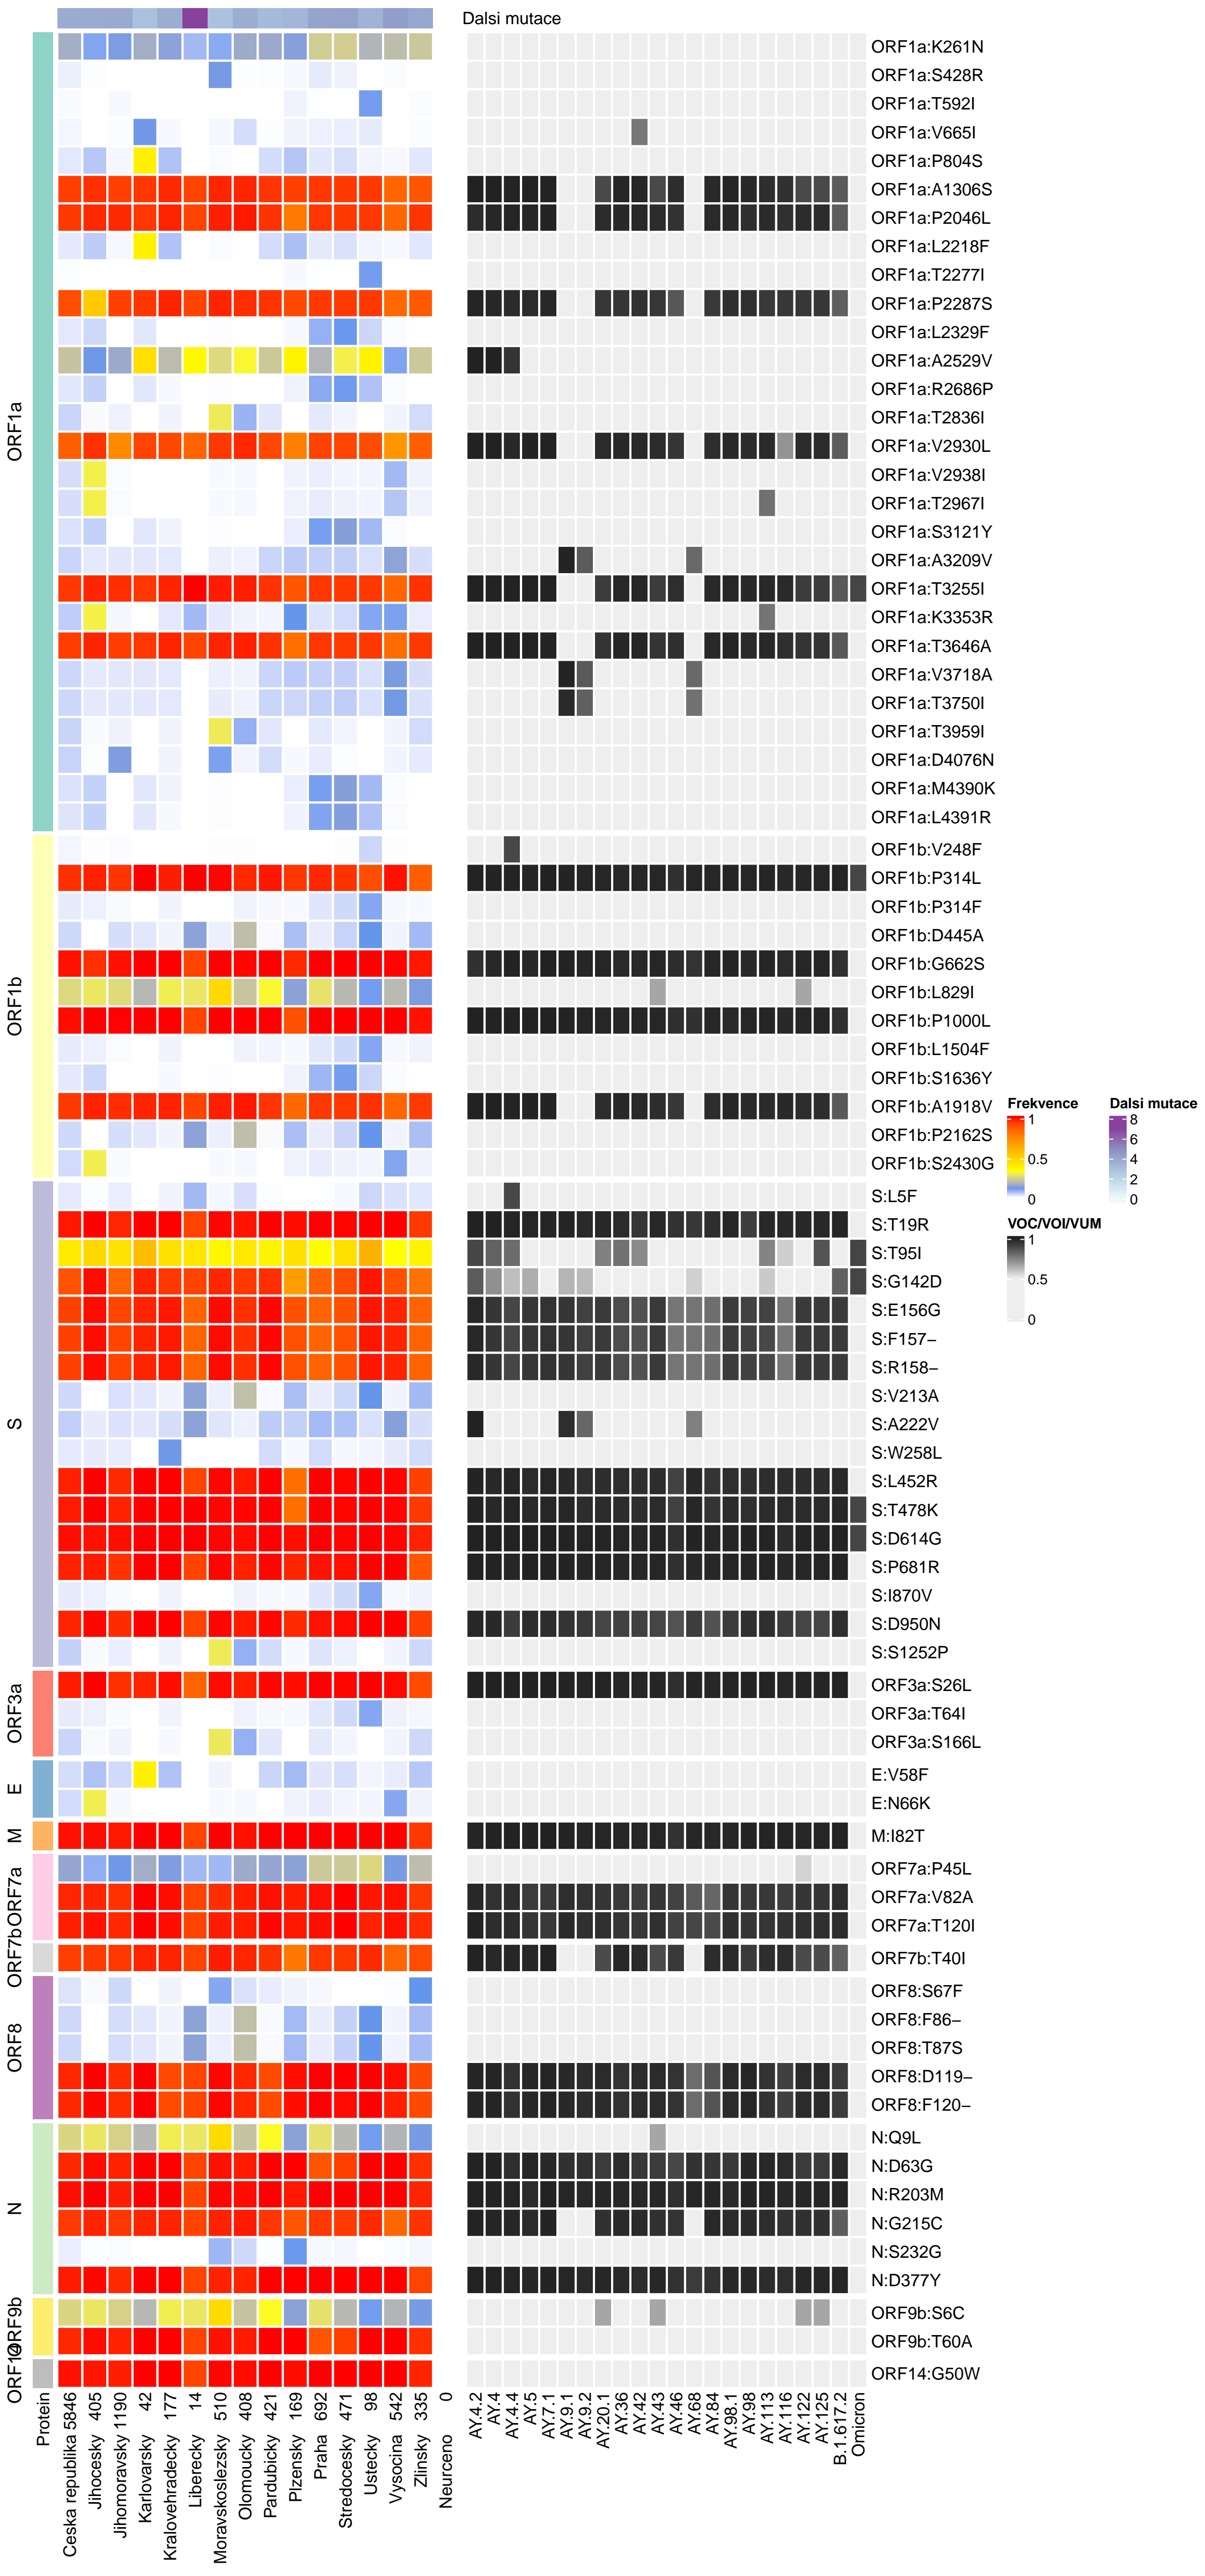 Dalsi mutace
ORF1a
ORF1a:K261N
ORF1a:S428R
ORF1a:T592I
ORF1a:V665I
ORF1a:P804S
ORF1a:A1306S
ORF1a:P2046L
ORF1a:L2218F
ORF1a:T2277I
ORF1a:P2287S
ORF1a:L2329F
ORF1a:A2529V
ORF1a:R2686P
ORF1a:T2836I
ORF1a:V2930L
ORF1a:V2938I
ORF1a:T2967I
ORF1a:S3121Y
ORF1a:A3209V
ORF1a:T3255I
ORF1a:K3353R
ORF1a:T3646A
ORF1a:V3718A
ORF1a:T3750I
ORF1a:T3959I
ORF1a:D4076N
ORF1a:M4390K
ORF1a:L4391R
ORF1b
ORF1b:V248F
ORF1b:P314L
ORF1b:P314F
ORF1b:D445A
ORF1b:G662S
ORF1b:L829I
ORF1b:P1000L
ORF1b:L1504F
ORF1b:S1636Y
ORF1b:A1918V
ORF1b:P2162S
ORF1b:S2430G
S
S:L5F
S:T19R
S:T95I
S:G142D
S:E156G
S:F157−
S:R158−
S:V213A
S:A222V
S:W258L
S:L452R
S:T478K
S:D614G
S:P681R
S:I870V
S:D950N
S:S1252P
ORF3a
ORF3a:S26L
ORF3a:T64I
ORF3a:S166L
E
E:V58F
E:N66K
M
M:I82T
ORF7a
ORF7a:P45L
ORF7a:V82A
ORF7a:T120I
ORF7b
ORF7b:T40I
ORF8
ORF8:S67F
ORF8:F86−
ORF8:T87S
ORF8:D119−
ORF8:F120−
N
N:Q9L
N:D63G
N:R203M
N:G215C
N:S232G
N:D377Y
ORF9b
ORF9b:S6C
ORF9b:T60A
ORF14
ORF14:G50W
Frekvence
1
0.5
0
Dalsi mutace
8
6
4
2
0
VOC/VOI/VUM
1
0.5
0
Protein
Ceska republika 5846
Jihocesky 405
Jihomoravsky 1190
Karlovarsky 42
Kralovehradecky 177
Liberecky 14
Moravskoslezsky 510
Olomoucky 408
Pardubicky 421
Plzensky 169
Praha 692
Stredocesky 471
Ustecky 98
Vysocina 542
Zlinsky 335
Neurceno 0
AY.4.2
AY.4
AY.4.4
AY.5
AY.7.1
AY.9.1
AY.9.2
AY.20.1
AY.36
AY.42
AY.43
AY.46
AY.68
AY.84
AY.98.1
AY.98
AY.113
AY.116
AY.122
AY.125
B.1.617.2
Omicron